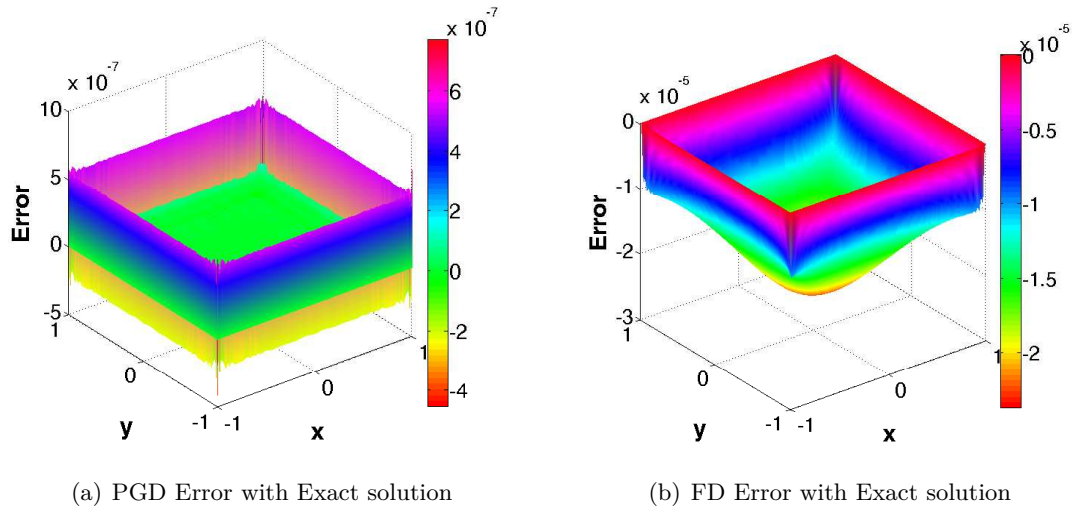 x 10⁻⁷
10
5
0
-5
Error
1
0
-1
y
-1
0
1
x
x 10⁻⁷
6
4
2
0
-2
-4
(a) PGD Error with Exact solution
x 10⁻⁵
0
-1
-2
-3
Error
1
0
-1
y
-1
0
1
x
x 10⁻⁵
0
-0.5
-1
-1.5
-2
(b) FD Error with Exact solution